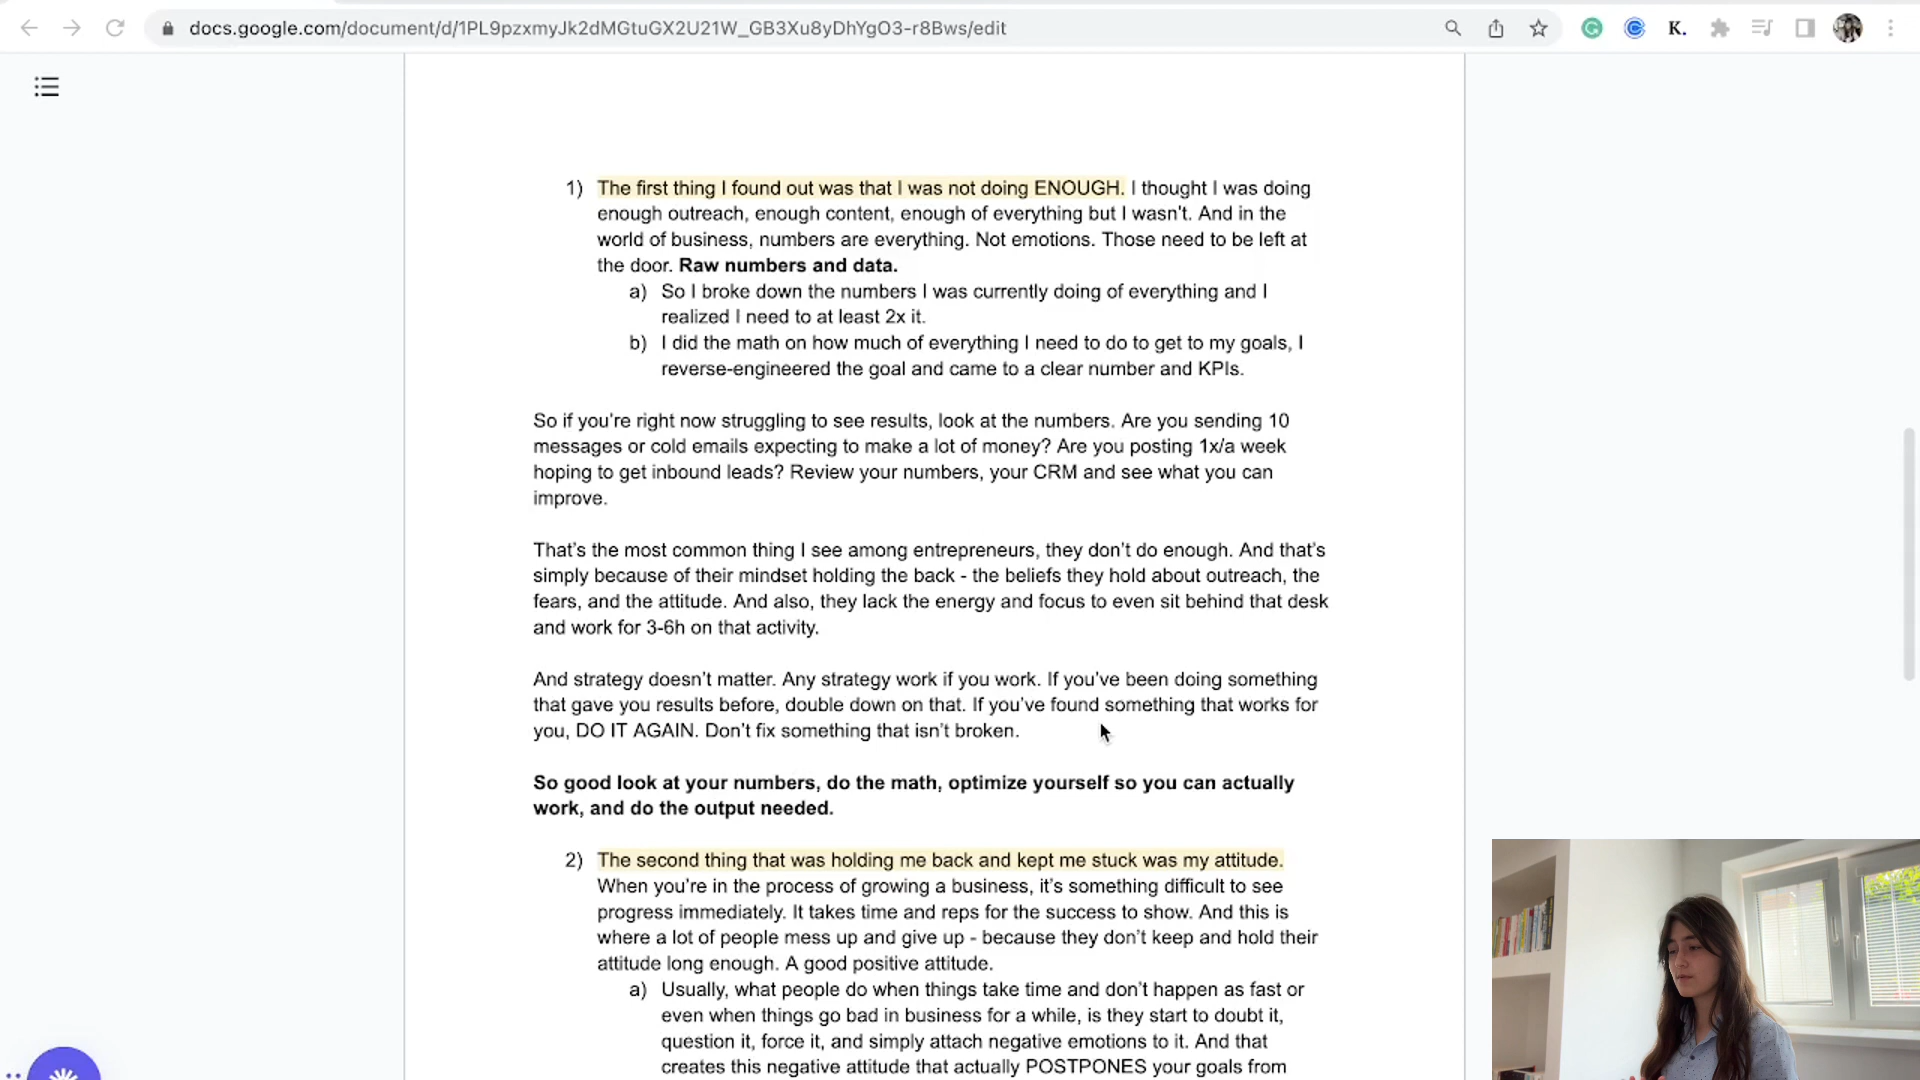 docs.google.com/document/d/1PL9pzxmyJk2dMGtuGX2U21W_GB3Xu8yDhYgO3-r8Bws/edit
K.
1) The first thing I found out was that I was not doing ENOUGH. I thought I was doing
enough outreach, enough content, enough of everything but I wasn't. And in the
world of business, numbers are everything. Not emotions. Those need to be left at
the door. Raw numbers and data.
a) So I broke down the numbers I was currently doing of everything and I
realized I need to at least 2x it.
b) I did the math on how much of everything I need to do to get to my goals, I
reverse-engineered the goal and came to a clear number and KPIs.
So if you're right now struggling to see results, look at the numbers. Are you sending 10
messages or cold emails expecting to make a lot of money? Are you posting 1x/a week
hoping to get inbound leads? Review your numbers, your CRM and see what you can
improve.
That's the most common thing I see among entrepreneurs, they don't do enough. And that's
simply because of their mindset holding the back - the beliefs they hold about outreach, the
fears, and the attitude. And also, they lack the energy and focus to even sit behind that desk
and work for 3-6h on that activity.
And strategy doesn't matter. Any strategy work if you work. If you've been doing something
that gave you results before, double down on that. If you've found something that works for
you, DO IT AGAIN. Don't fix something that isn't broken.
So good look at your numbers, do the math, optimize yourself so you can actually
work, and do the output needed.
2) The second thing that was holding me back and kept me stuck was my attitude.
When you're in the process of growing a business, it's something difficult to see
progress immediately. It takes time and reps for the success to show. And this is
where a lot of people mess up and give up - because they don't keep and hold their
attitude long enough. A good positive attitude.
a) Usually, what people do when things take time and don't happen as fast or
even when things go bad in business for a while, is they start to doubt it,
question it, force it, and simply attach negative emotions to it. And that
creates this negative attitude that actually POSTPONES your goals from